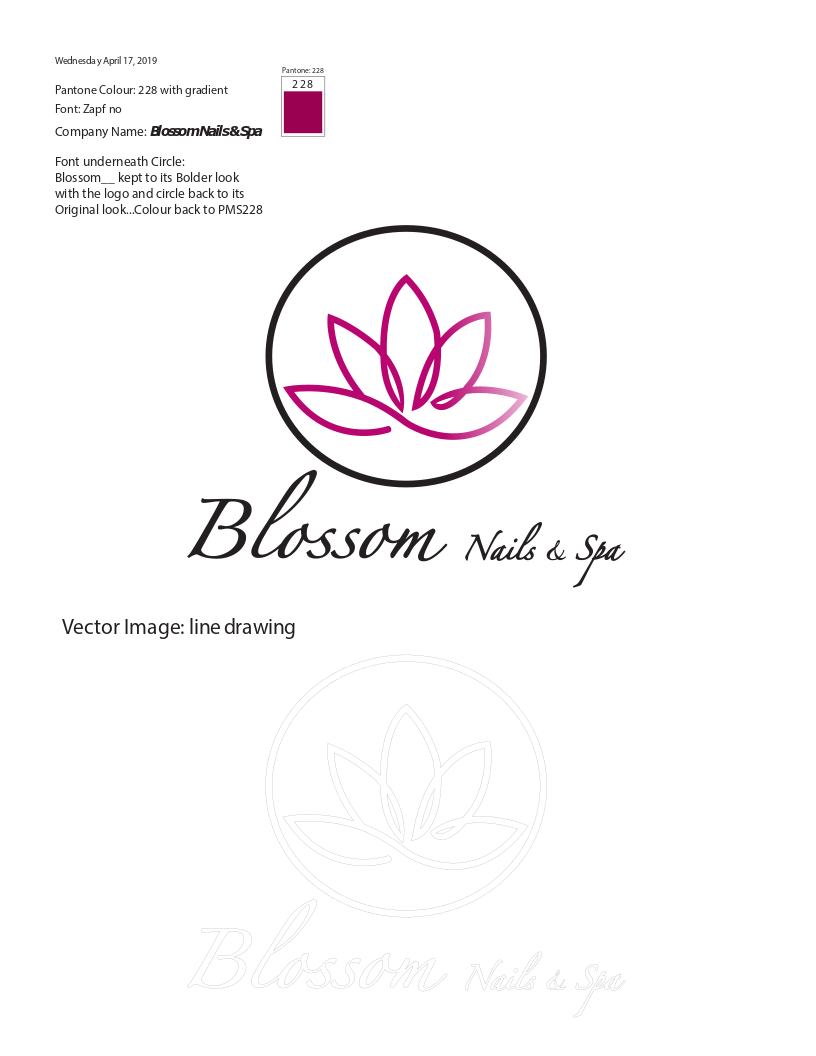 Wednesday April 17, 2019
Pantone: 228
228
Pantone Colour: 228 with gradient
Font: Zapf no
Company Name: Blossom Nails & Spa
Font underneath Circle:
Blossom__ kept to its Bolder look
with the logo and circle back to its
Original look...Colour back to PMS228
Blossom Nails & Spa
Vector Image: line drawing
Blossom Nails & Spa